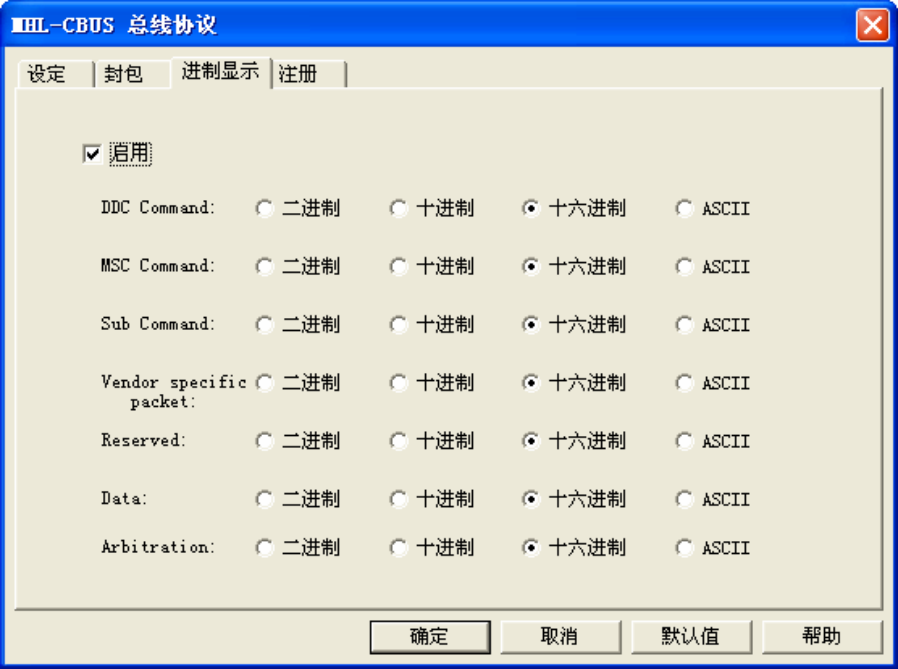 MHL-CBUS 总线协议
设定 封包 进制显示 注册
启用
DDC Command: 二进制 十进制 十六进制 ASCII
MSC Command: 二进制 十进制 十六进制 ASCII
Sub Command: 二进制 十进制 十六进制 ASCII
Vendor specific 二进制 十进制 十六进制 ASCII
packet:
Reserved: 二进制 十进制 十六进制 ASCII
Data: 二进制 十进制 十六进制 ASCII
Arbitration: 二进制 十进制 十六进制 ASCII
确定 取消 默认值 帮助